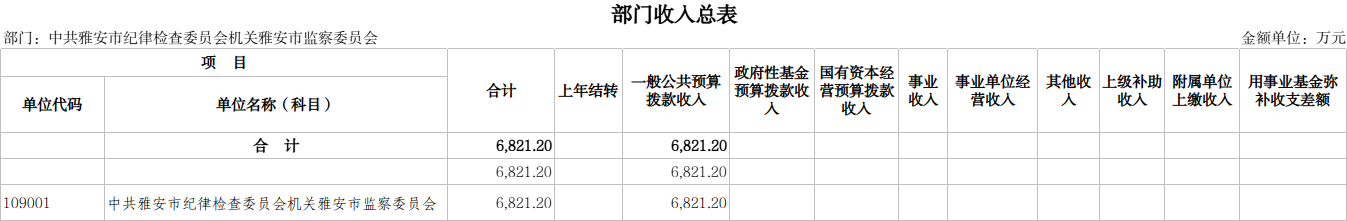 部门收入总表
部门：中共雅安市纪律检查委员会机关雅安市监察委员会 金额单位：万元
项 目 合计 上年结转 一般公共预算拨款收入 政府性基金预算拨款收入 国有资本经营预算拨款收入 事业收入 事业单位经营收入 其他收入 上级补助收入 附属单位上缴收入 用事业基金弥补收支差额
单位代码 单位名称（科目）
合 计 6,821.20 6,821.20
6,821.20 6,821.20
109001 中共雅安市纪律检查委员会机关雅安市监察委员会 6,821.20 6,821.20